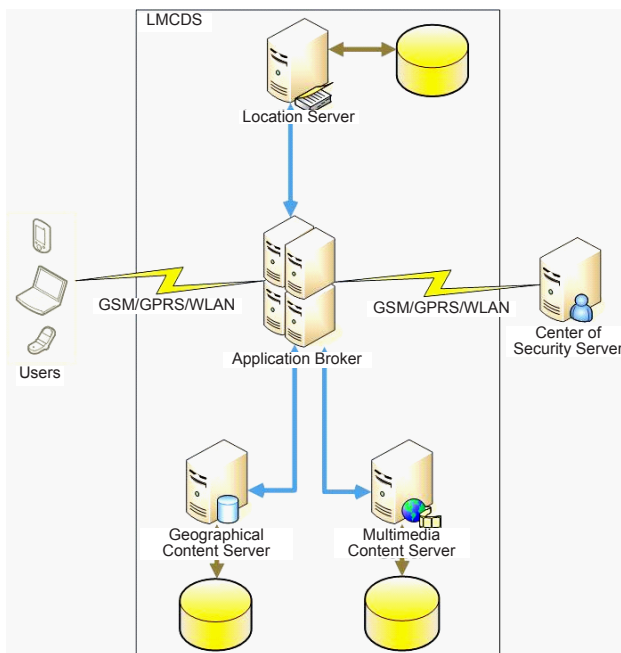 LMCDS
Location Server
GSM/GPRS/WLAN
GSM/GPRS/WLAN
Users
Application Broker
Center of
Security Server
Geographical
Content Server
Multimedia
Content Server